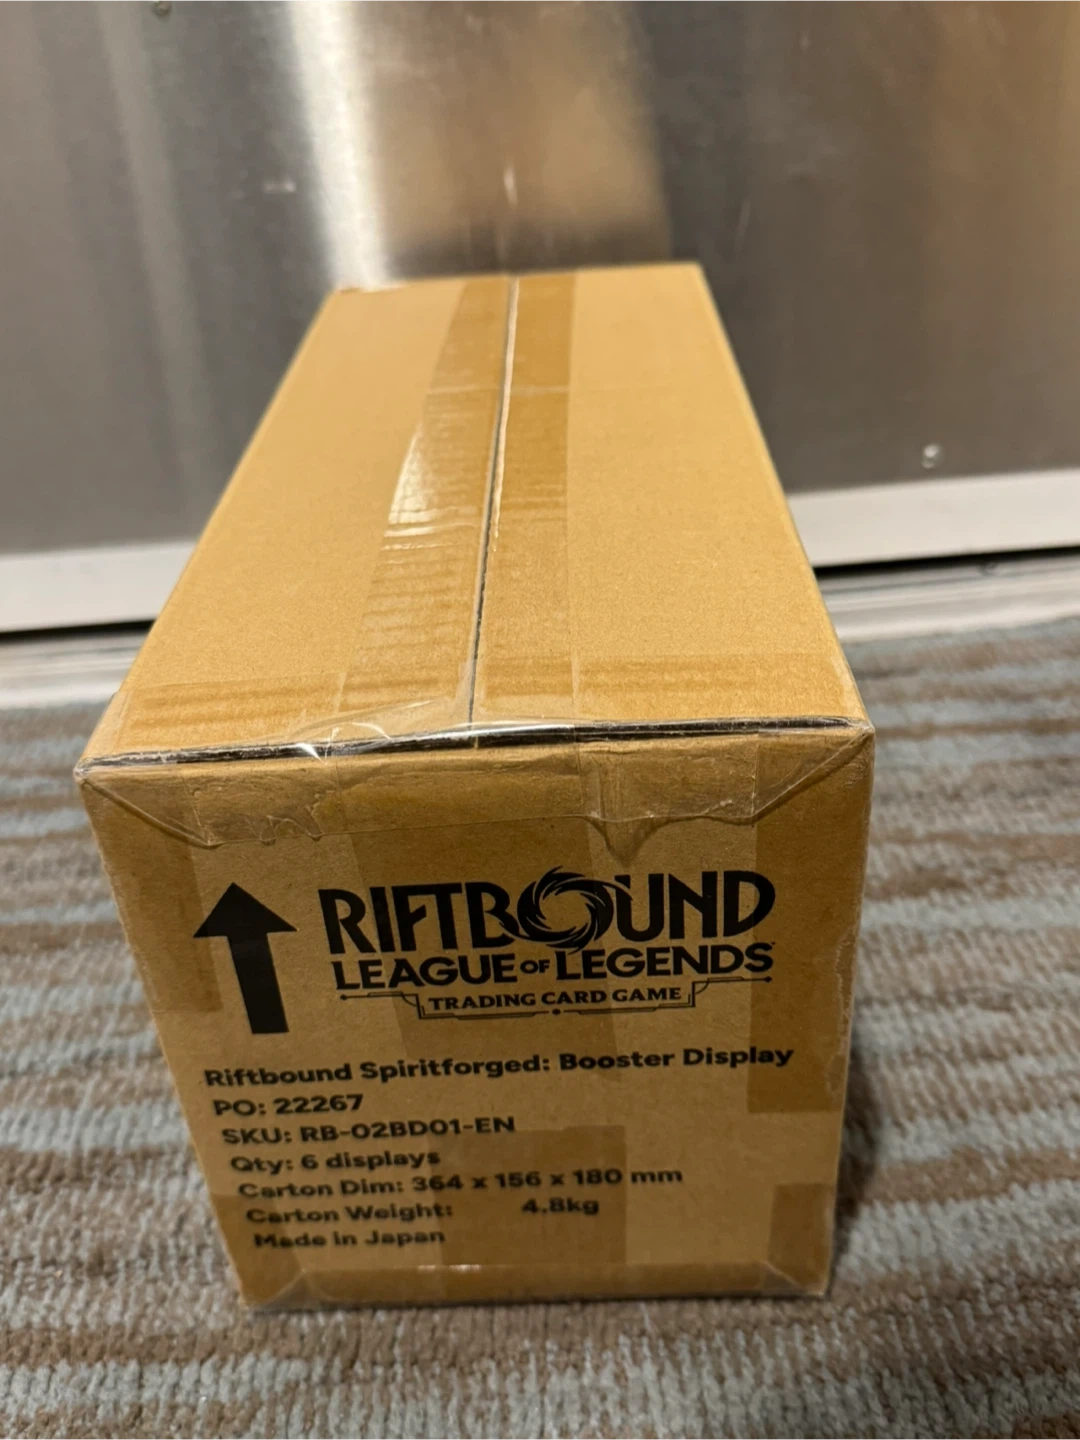 RIFTBOUND
LEAGUE OF LEGENDS
TRADING CARD GAME
Riftbound Spiritforged: Booster Display
PO: 22267
SKU: RB-02BD01-EN
Qty: 6 displays
Carton Dim: 364 x 156 x 180 mm
Carton Weight: 4.8kg
Made in Japan